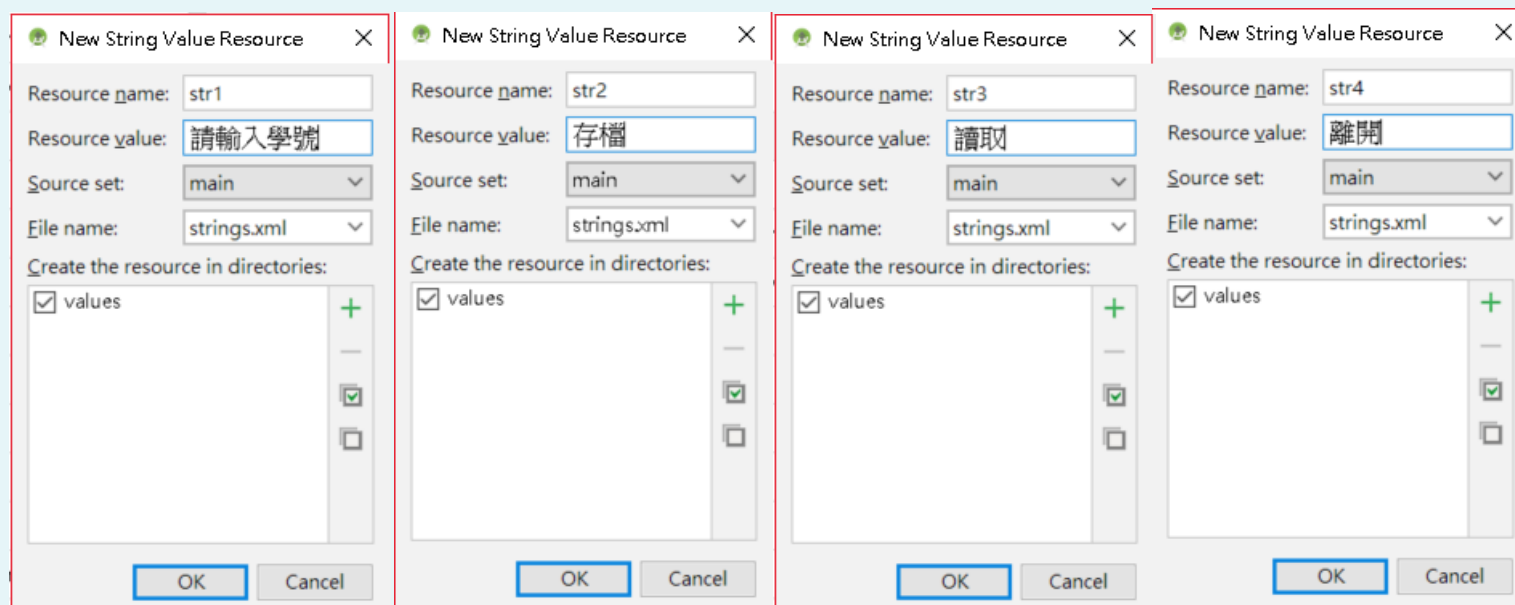 New String Value Resource
Resource name: str1
Resource value: 請輸入學號
Source set: main
File name: strings.xml
Create the resource in directories:
values
OK Cancel
New String Value Resource
Resource name: str2
Resource value: 存檔
Source set: main
File name: strings.xml
Create the resource in directories:
values
OK Cancel
New String Value Resource
Resource name: str3
Resource value: 讀取
Source set: main
File name: strings.xml
Create the resource in directories:
values
OK Cancel
New String Value Resource
Resource name: str4
Resource value: 離開
Source set: main
File name: strings.xml
Create the resource in directories:
values
OK Cancel